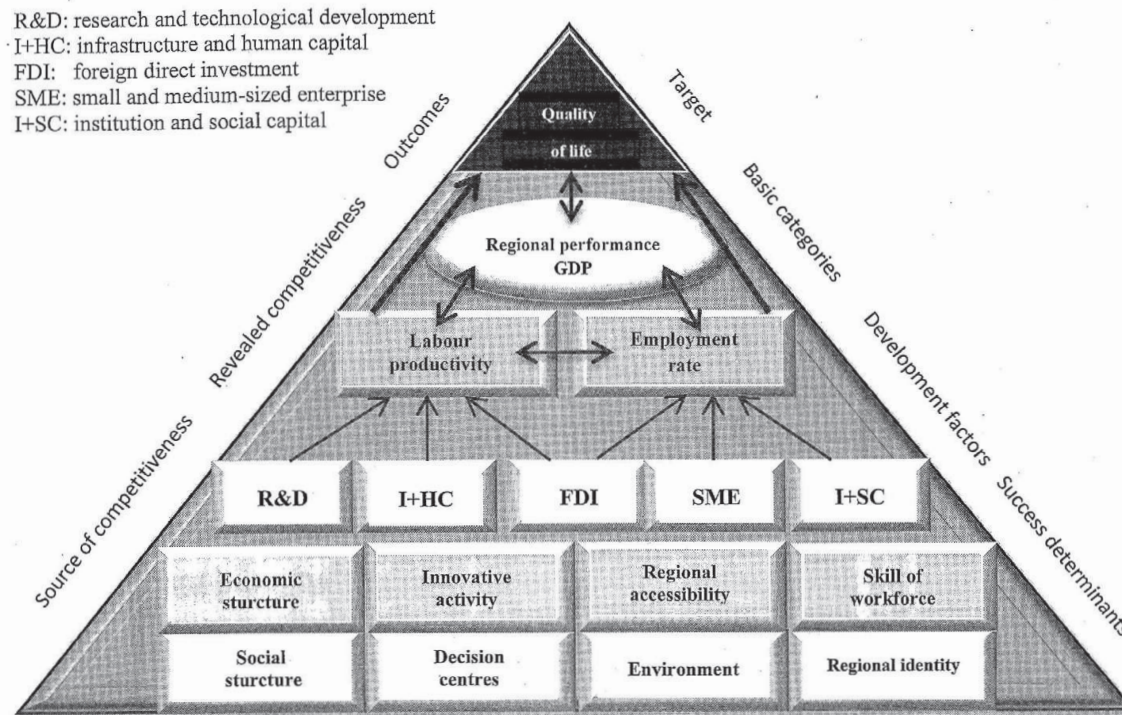 R&D: research and technological development
I+HC: infrastructure and human capital
FDI: foreign direct investment
SME: small and medium-sized enterprise
I+SC: institution and social capital
Outcomes
Revealed competitiveness
Source of competitiveness
Target
Basic categories
Development factors
Success determinants
Quality
of life
Regional performance
GDP
Labour
productivity
Employment
rate
R&D
I+HC
FDI
SME
I+SC
Economic
sturcture
Innovative
activity
Regional
accessibility
Skill of
workforce
Social
sturcture
Decision
centres
Environment
Regional identity